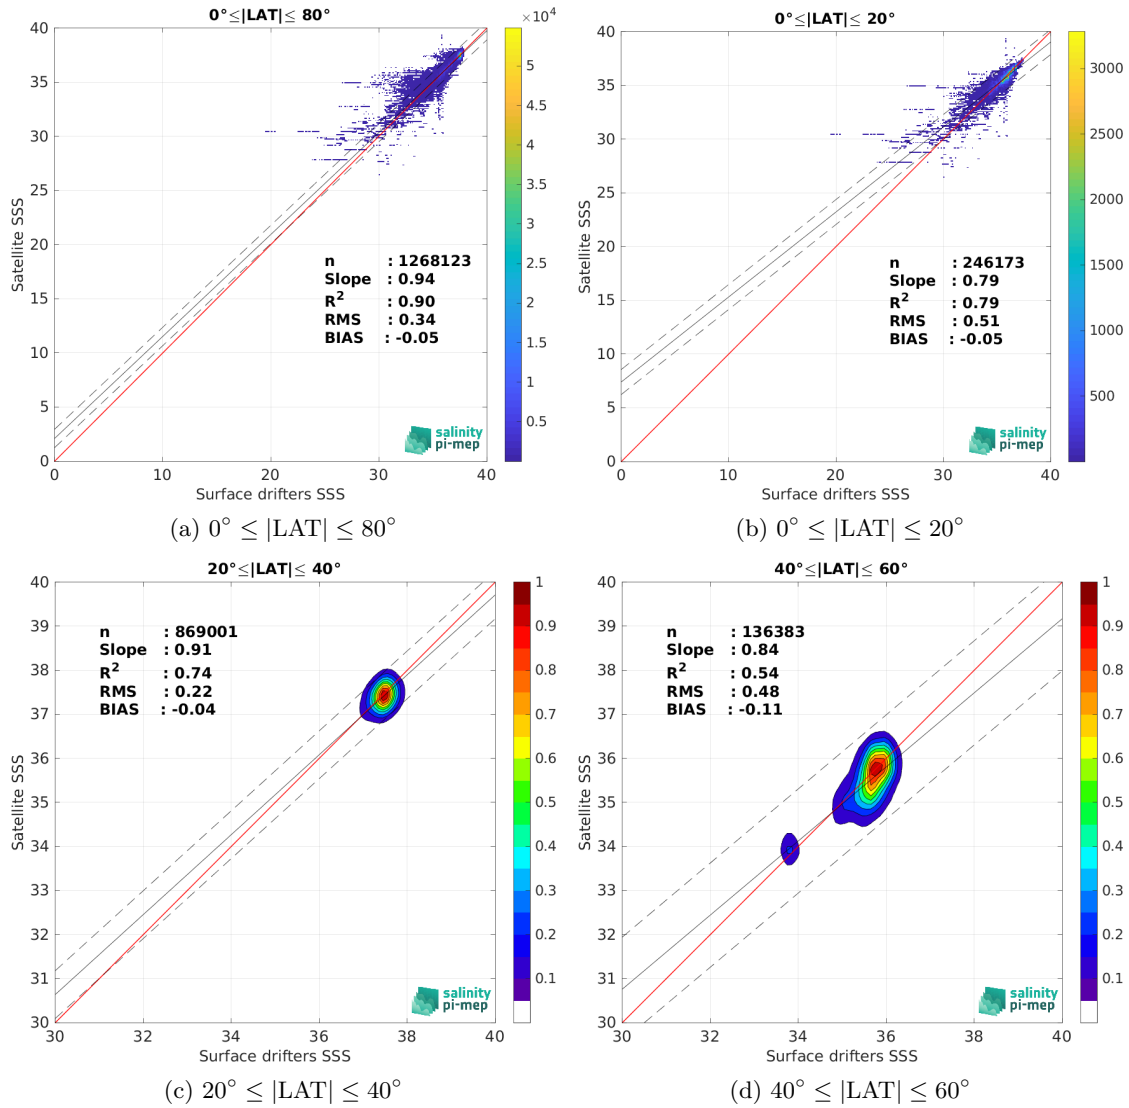 0°≤|LAT|≤ 80°
×10⁴
40
35
30
25
20
15
10
5
0
Satellite SSS
n : 1268123
Slope : 0.94
R² : 0.90
RMS : 0.34
BIAS : -0.05
salinity
pi-mep
0 10 20 30 40
Surface drifters SSS
5
4.5
4
3.5
3
2.5
2
1.5
1
0.5
(a) 0° ≤ |LAT| ≤ 80°
0°≤|LAT|≤ 20°
40
35
30
25
20
15
10
5
0
Satellite SSS
n : 246173
Slope : 0.79
R² : 0.79
RMS : 0.51
BIAS : -0.05
salinity
pi-mep
0 10 20 30 40
Surface drifters SSS
3000
2500
2000
1500
1000
500
(b) 0° ≤ |LAT| ≤ 20°
20°≤|LAT|≤ 40°
40
39
38
37
36
35
34
33
32
31
30
Satellite SSS
n : 869001
Slope : 0.91
R² : 0.74
RMS : 0.22
BIAS : -0.04
salinity
pi-mep
30 32 34 36 38 40
Surface drifters SSS
1
0.9
0.8
0.7
0.6
0.5
0.4
0.3
0.2
0.1
(c) 20° ≤ |LAT| ≤ 40°
40°≤|LAT|≤ 60°
40
39
38
37
36
35
34
33
32
31
30
Satellite SSS
n : 136383
Slope : 0.84
R² : 0.54
RMS : 0.48
BIAS : -0.11
salinity
pi-mep
30 32 34 36 38 40
Surface drifters SSS
1
0.9
0.8
0.7
0.6
0.5
0.4
0.3
0.2
0.1
(d) 40° ≤ |LAT| ≤ 60°